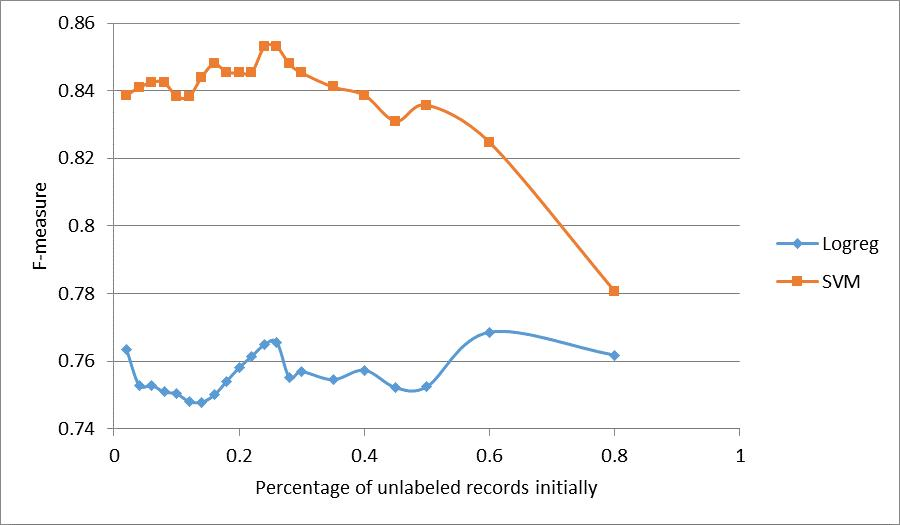 0.86
0.84
0.82
0.8
0.78
0.76
0.74
F-measure
0 0.2 0.4 0.6 0.8 1
Percentage of unlabeled records initially
Logreg
SVM